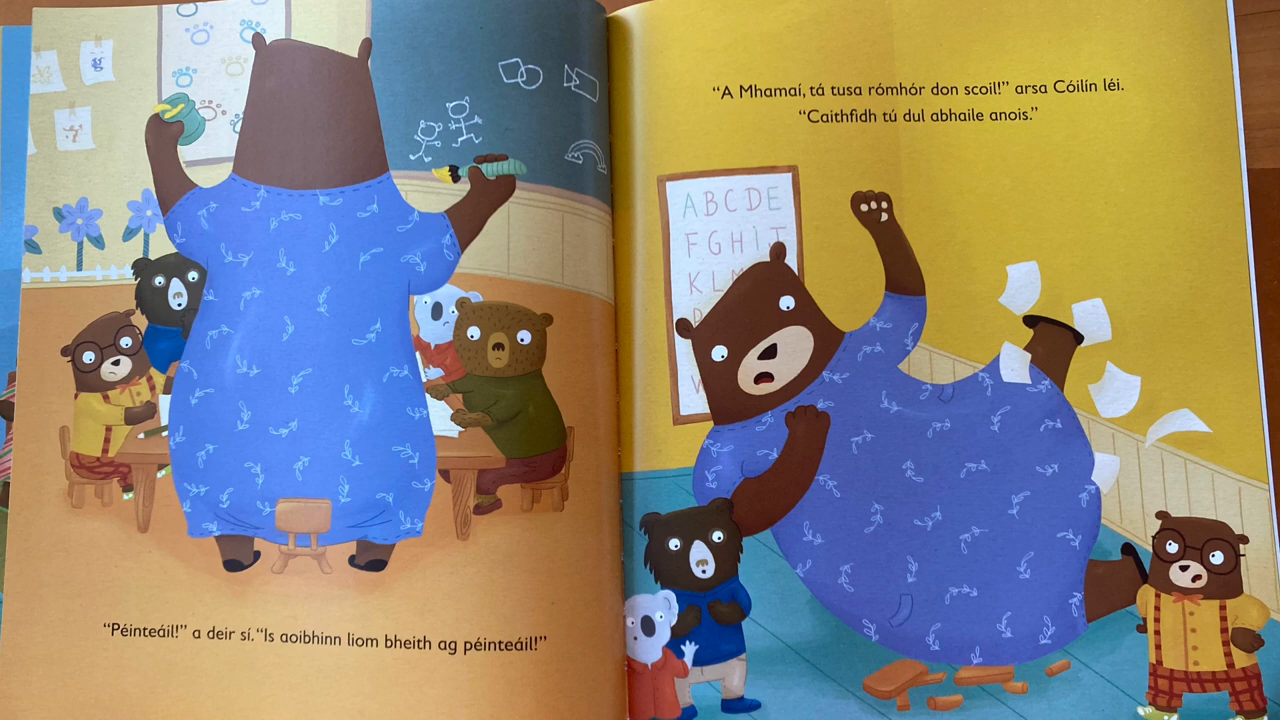 “Péinteáil!” a deir sí. “Is aoibhinn liom bheith ag péinteáil!”
“A Mhamaí, tá tusa rómhór don scoil!” arsa Cóilín léi.
“Caithfidh tú dul abhaile anois.”
ABCDE
FGHIJ
KLM